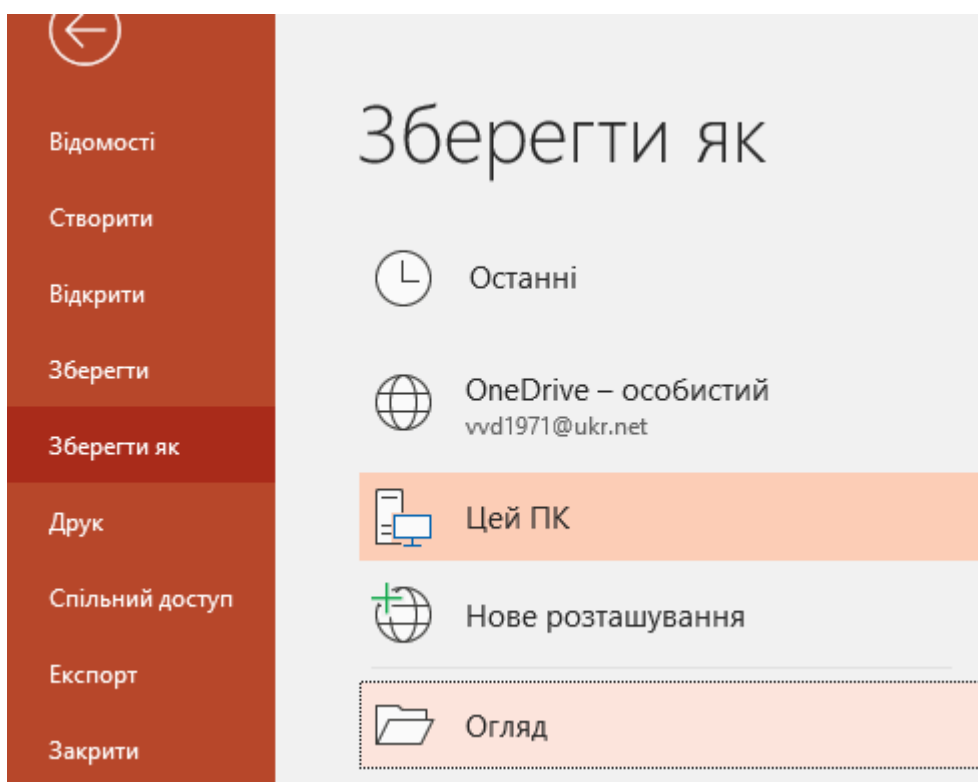 Відомості
Створити
Відкрити
Зберегти
Зберегти як
Друк
Спільний доступ
Експорт
Закрити
Зберегти як
Останні
OneDrive – особистий
vvd1971@ukr.net
Цей ПК
Нове розташування
Огляд